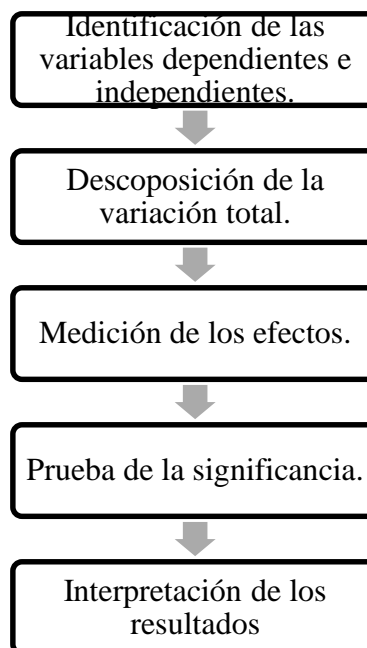 Identificación de las
variables dependientes e
independientes.
Descoposición de la
variación total.
Medición de los efectos.
Prueba de la significancia.
Interpretación de los
resultados